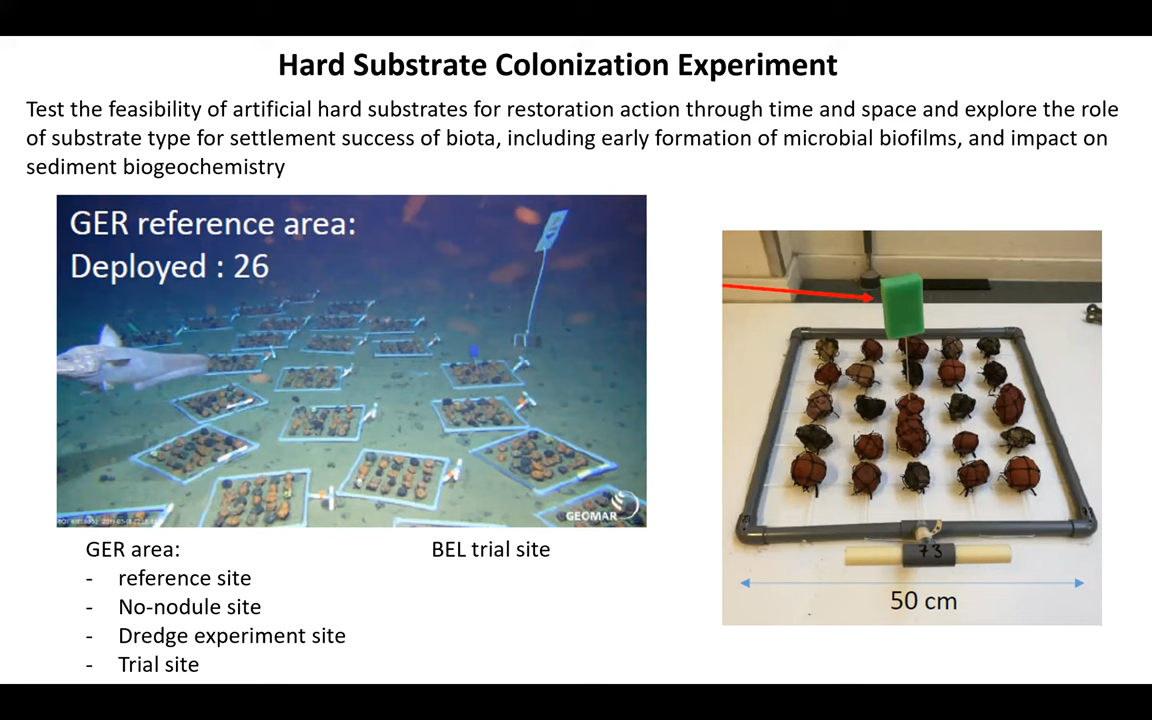 Hard Substrate Colonization Experiment
Test the feasibility of artificial hard substrates for restoration action through time and space and explore the role
of substrate type for settlement success of biota, including early formation of microbial biofilms, and impact on
sediment biogeochemistry
GER reference area:
Deployed : 26
GEOMAR
73
50 cm
GER area:
- reference site
- No-nodule site
- Dredge experiment site
- Trial site
BEL trial site